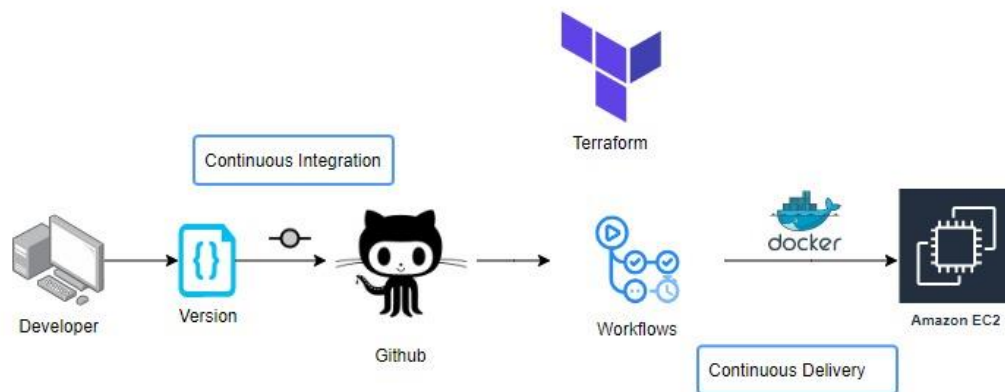 Terraform
Continuous Integration
docker
Developer
Version
Github
Workflows
Amazon EC2
Continuous Delivery